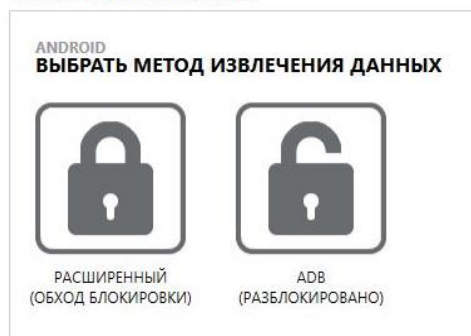 ANDROID
ВЫБРАТЬ МЕТОД ИЗВЛЕЧЕНИЯ ДАННЫХ
РАСШИРЕННЫЙ
(ОБХОД БЛОКИРОВКИ)
ADB
(РАЗБЛОКИРОВАНО)